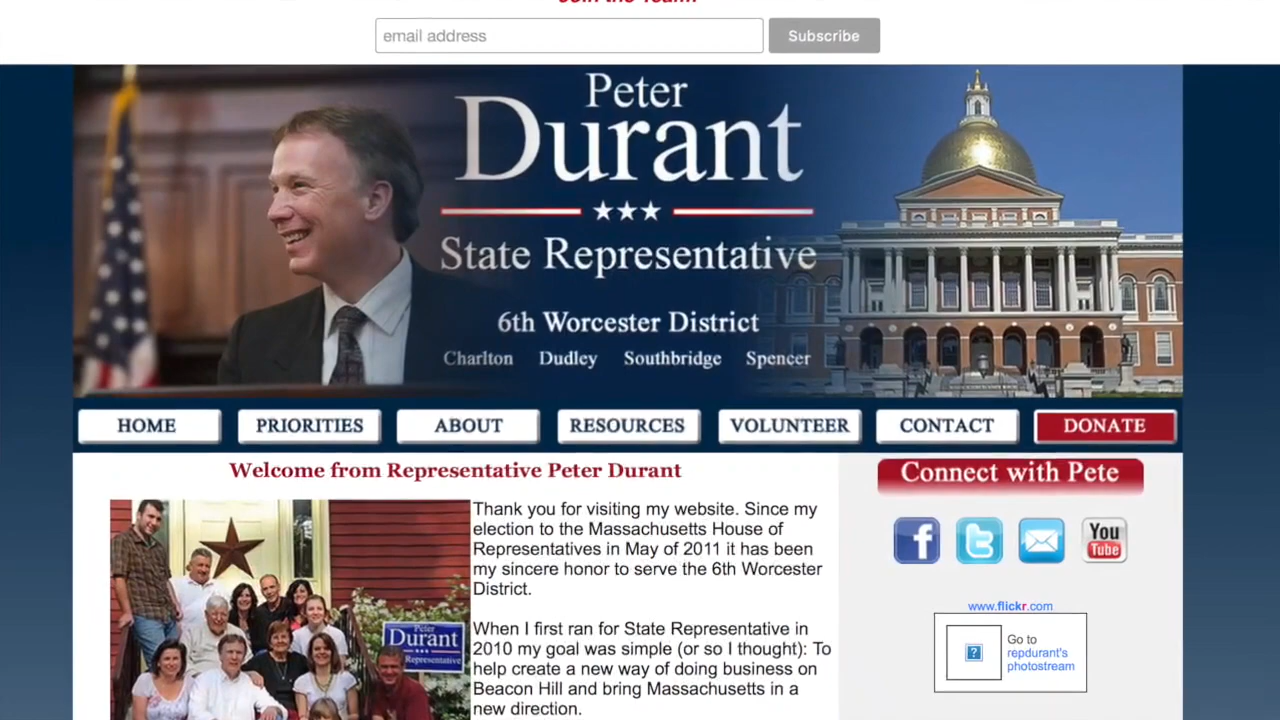 Join the Team!
email address
Subscribe
Peter
Durant
State Representative
6th Worcester District
Charlton Dudley Southbridge Spencer
HOME PRIORITIES ABOUT RESOURCES VOLUNTEER CONTACT DONATE
Welcome from Representative Peter Durant
Thank you for visiting my website. Since my
election to the Massachusetts House of
Representatives in May of 2011 it has been
my sincere honor to serve the 6th Worcester
District.
When I first ran for State Representative in
2010 my goal was simple (or so I thought): To
help create a new way of doing business on
Beacon Hill and bring Massachusetts in a
new direction.
Peter
Durant
Representative
Connect with Pete
f
t
You
Tube
www.flickr.com
?
Go to
repdurant's
photostream